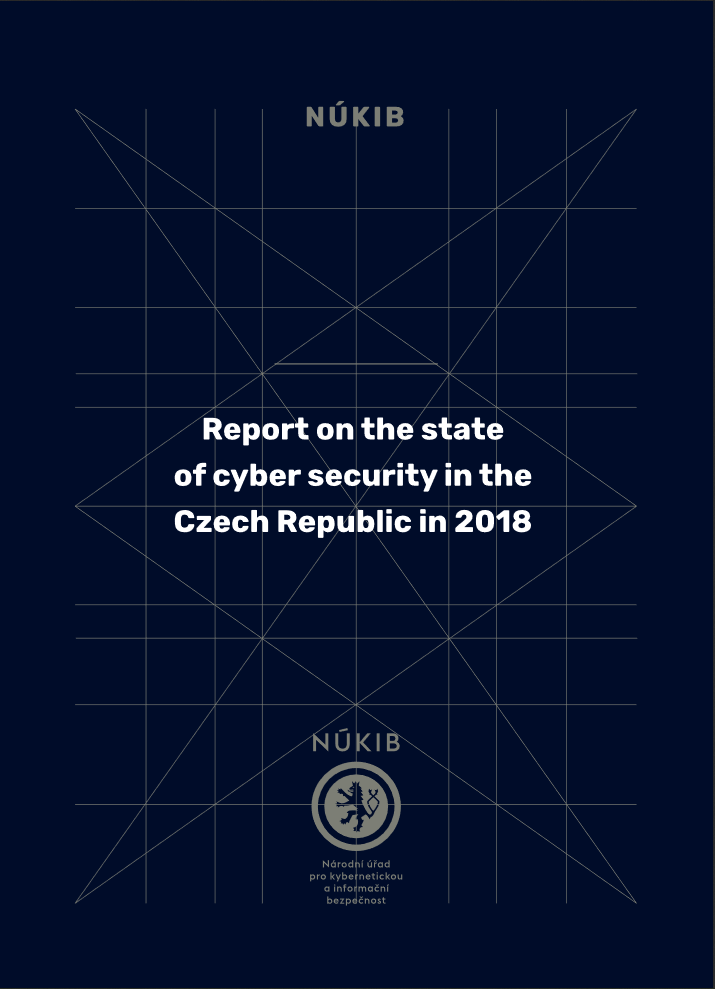 NÚKIB
Report on the state
of cyber security in the
Czech Republic in 2018
NÚKIB
Národní úřad
pro kybernetickou
a informační
bezpečnost